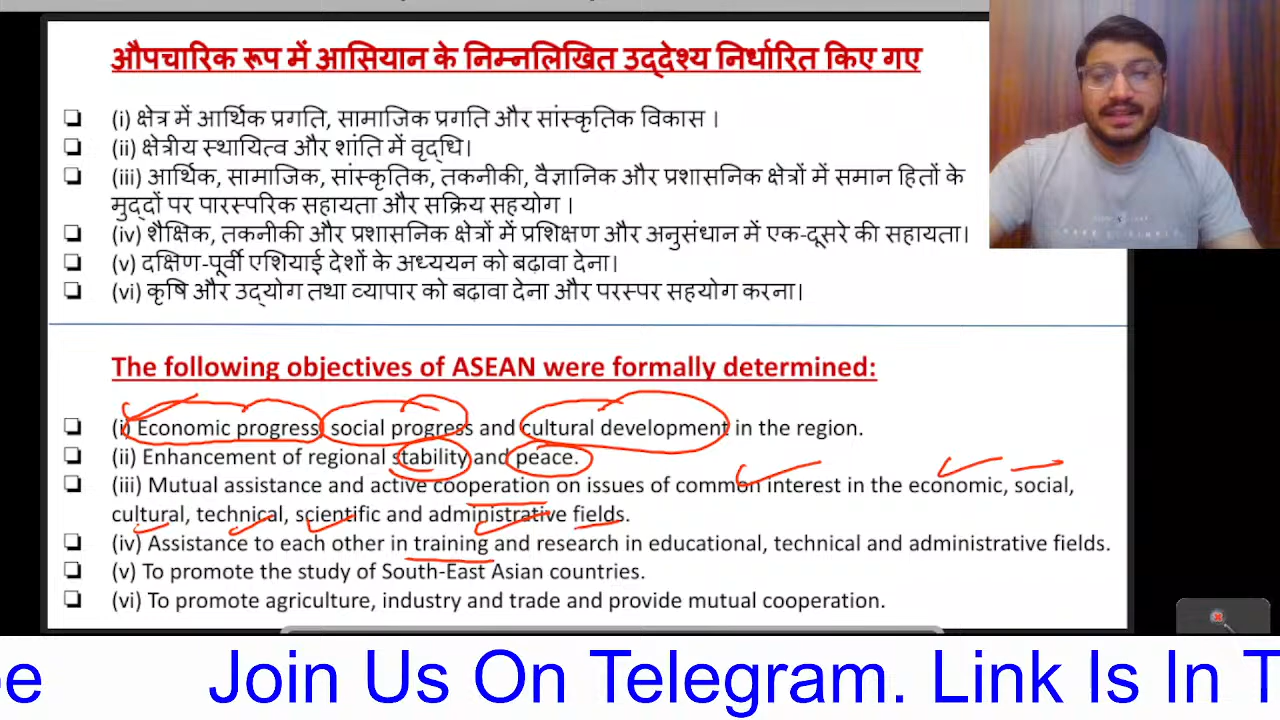 औपचारिक रूप में आसियान के निम्नलिखित उद्देश्य निर्धारित किए गए
(i) क्षेत्र में आर्थिक प्रगति, सामाजिक प्रगति और सांस्कृतिक विकास ।
(ii) क्षेत्रीय स्थायित्व और शांति में वृद्धि।
(iii) आर्थिक, सामाजिक, सांस्कृतिक, तकनीकी, वैज्ञानिक और प्रशासनिक क्षेत्रों में समान हितों के
मुद्दों पर पारस्परिक सहायता और सक्रिय सहयोग ।
(iv) शैक्षिक, तकनीकी और प्रशासनिक क्षेत्रों में प्रशिक्षण और अनुसंधान में एक-दूसरे की सहायता।
(v) दक्षिण-पूर्वी एशियाई देशों के अध्ययन को बढ़ावा देना।
(vi) कृषि और उद्योग तथा व्यापार को बढ़ावा देना और परस्पर सहयोग करना।
The following objectives of ASEAN were formally determined:
(i) Economic progress, social progress and cultural development in the region.
(ii) Enhancement of regional stability and peace.
(iii) Mutual assistance and active cooperation on issues of common interest in the economic, social,
cultural, technical, scientific and administrative fields.
(iv) Assistance to each other in training and research in educational, technical and administrative fields.
(v) To promote the study of South-East Asian countries.
(vi) To promote agriculture, industry and trade and provide mutual cooperation.
Join Us On Telegram. Link Is In